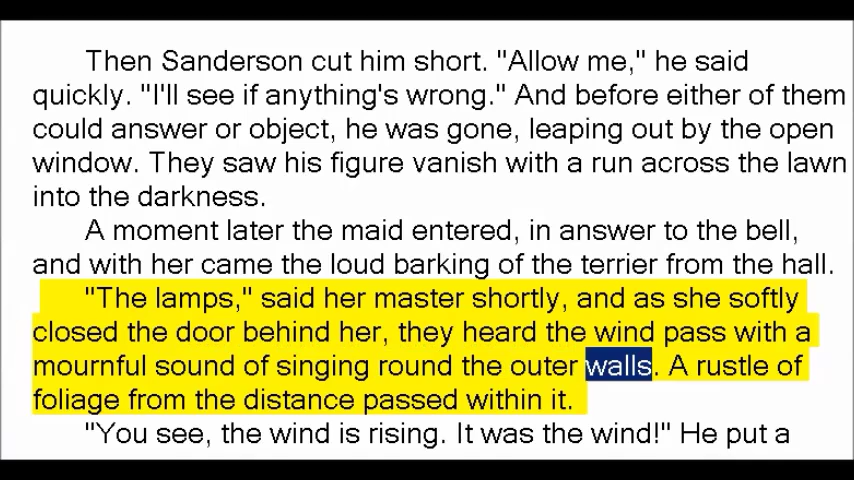 Then Sanderson cut him short. "Allow me," he said
quickly. "I'll see if anything's wrong." And before either of them
could answer or object, he was gone, leaping out by the open
window. They saw his figure vanish with a run across the lawn
into the darkness.
A moment later the maid entered, in answer to the bell,
and with her came the loud barking of the terrier from the hall.
"The lamps," said her master shortly, and as she softly
closed the door behind her, they heard the wind pass with a
mournful sound of singing round the outer walls. A rustle of
foliage from the distance passed within it.
"You see, the wind is rising. It was the wind!" He put a